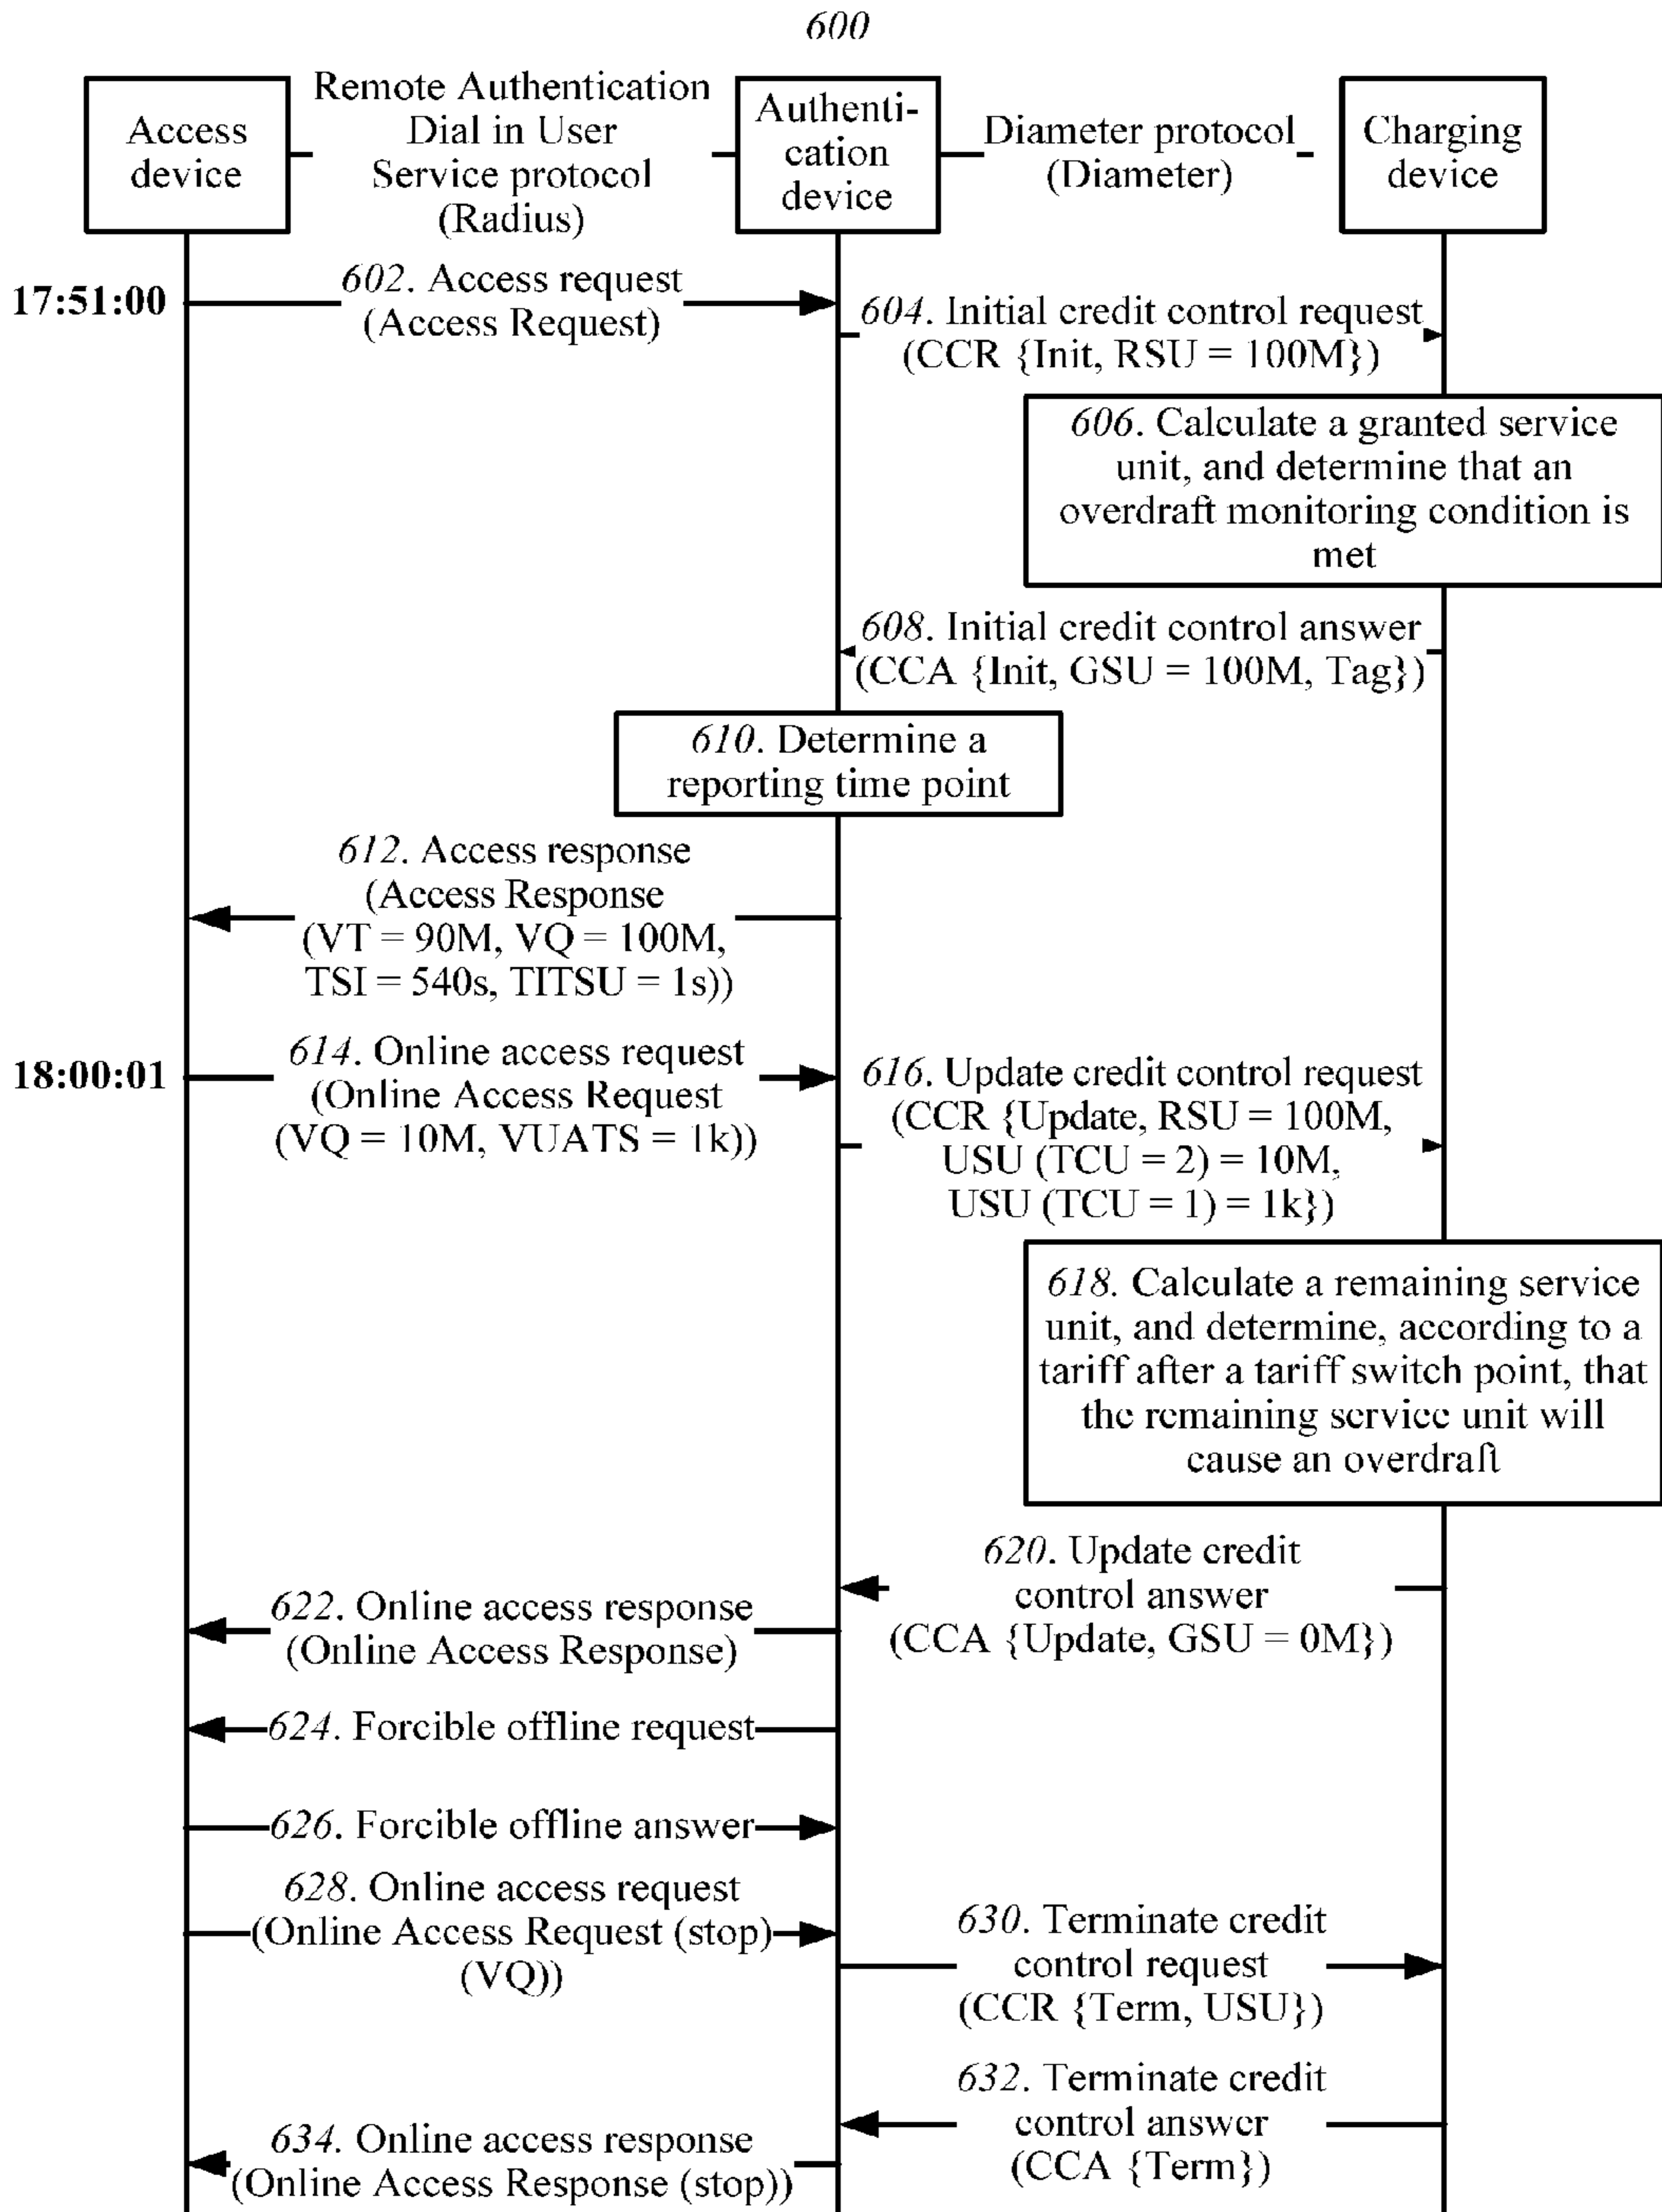 600
Access
device
Remote Authentication
Dial in User
Service protocol
(Radius)
Authenti-
cation
device
Diameter protocol
(Diameter)
Charging
device
17:51:00
602. Access request
(Access Request)
604. Initial credit control request
(CCR {Init, RSU = 100M})
606. Calculate a granted service
unit, and determine that an
overdraft monitoring condition is
met
608. Initial credit control answer
(CCA {Init, GSU = 100M, Tag})
610. Determine a
reporting time point
612. Access response
(Access Response
(VT = 90M, VQ = 100M,
TSI = 540s, TITSU = 1s))
18:00:01
614. Online access request
(Online Access Request
(VQ = 10M, VUATS = 1k))
616. Update credit control request
(CCR {Update, RSU = 100M,
USU (TCU = 2) = 10M,
USU (TCU = 1) = 1k})
618. Calculate a remaining service
unit, and determine, according to a
tariff after a tariff switch point, that
the remaining service unit will
cause an overdraft
620. Update credit
control answer
(CCA {Update, GSU = 0M})
622. Online access response
(Online Access Response)
624. Forcible offline request
626. Forcible offline answer
628. Online access request
(Online Access Request (stop)
(VQ))
630. Terminate credit
control request
(CCR {Term, USU})
632. Terminate credit
control answer
(CCA {Term})
634. Online access response
(Online Access Response (stop))